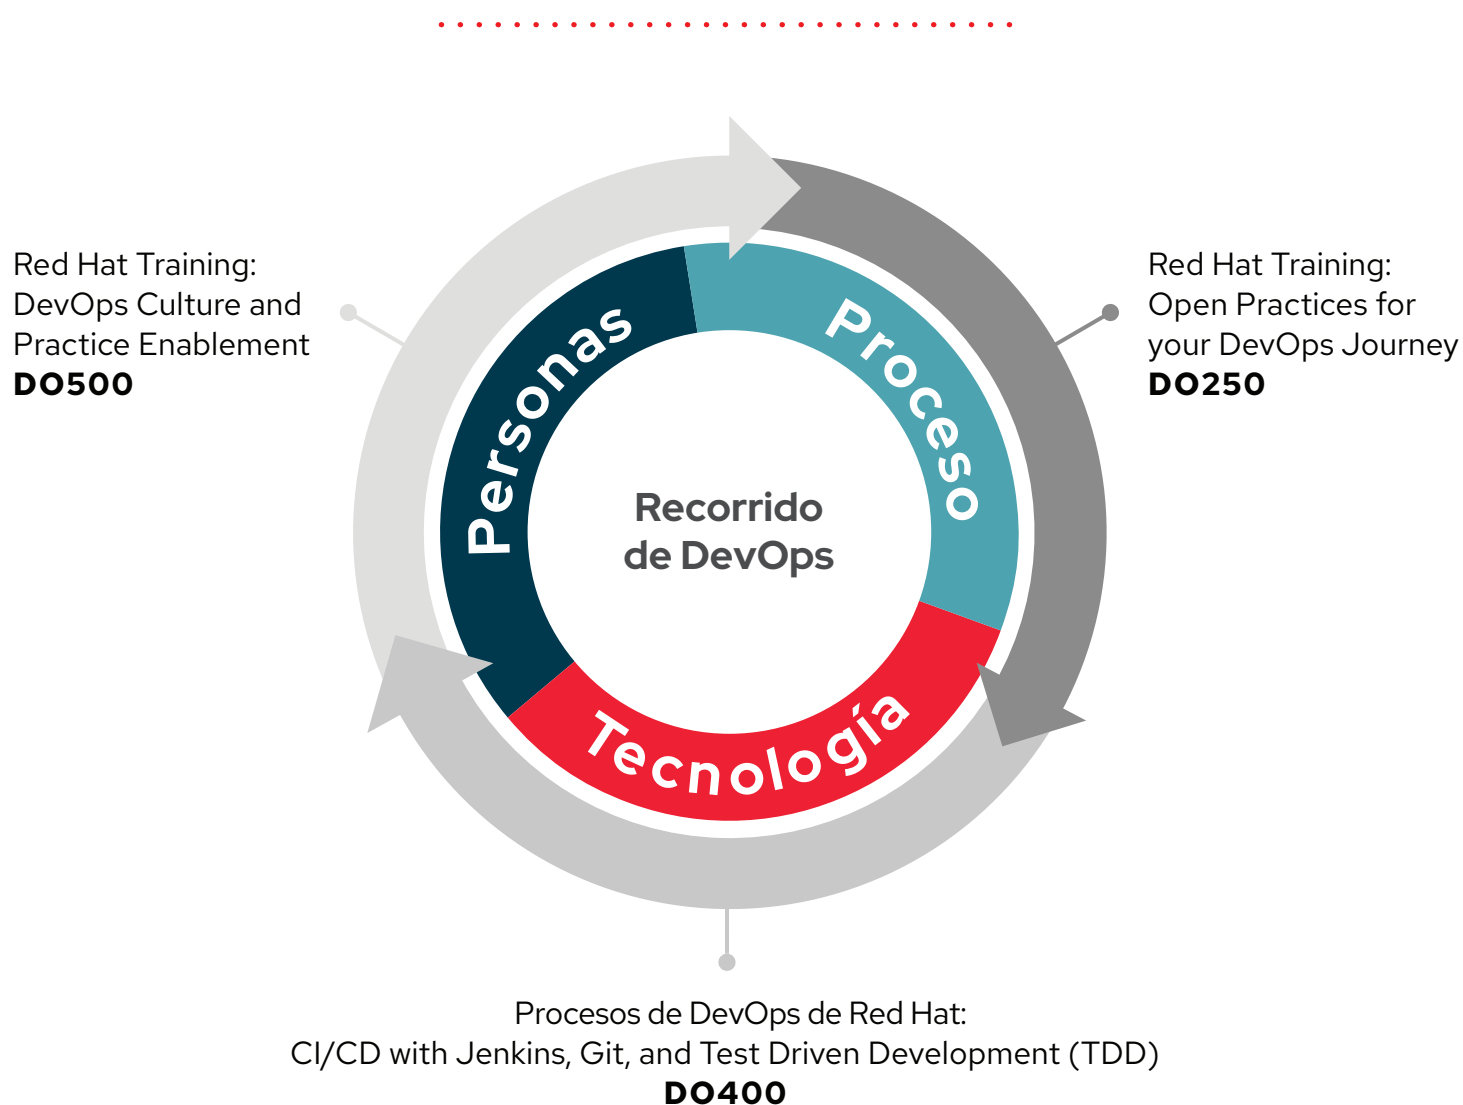 Red Hat Training:
DevOps Culture and
Practice Enablement
DO500
Red Hat Training:
Open Practices for
your DevOps Journey
DO250
Personas
Proceso
Tecnología
Recorrido
de DevOps
Procesos de DevOps de Red Hat:
CI/CD with Jenkins, Git, and Test Driven Development (TDD)
DO400